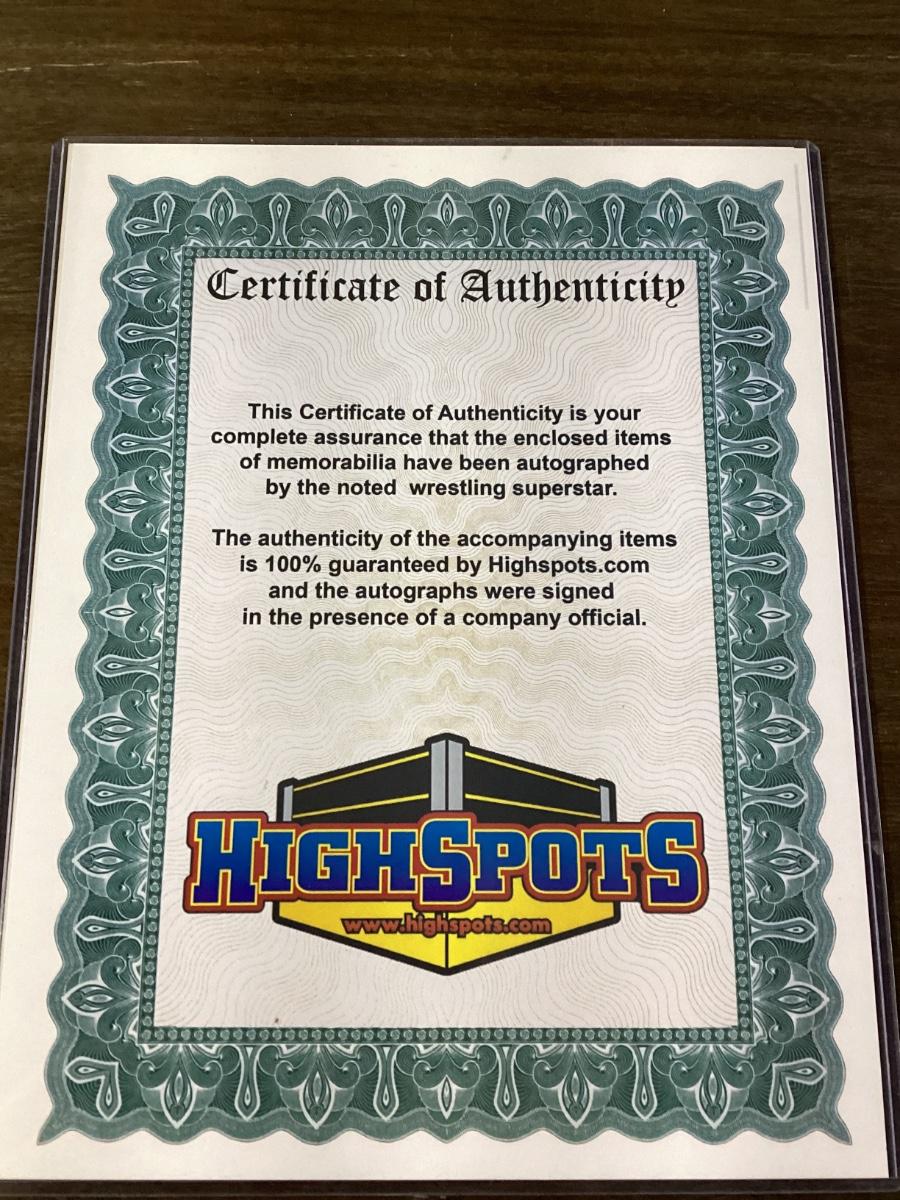 Certificate of Authenticity
This Certificate of Authenticity is your
complete assurance that the enclosed items
of memorabilia have been autographed
by the noted wrestling superstar.
The authenticity of the accompanying items
is 100% guaranteed by Highspots.com
and the autographs were signed
in the presence of a company official.
HIGHSPOTS
www.highspots.com